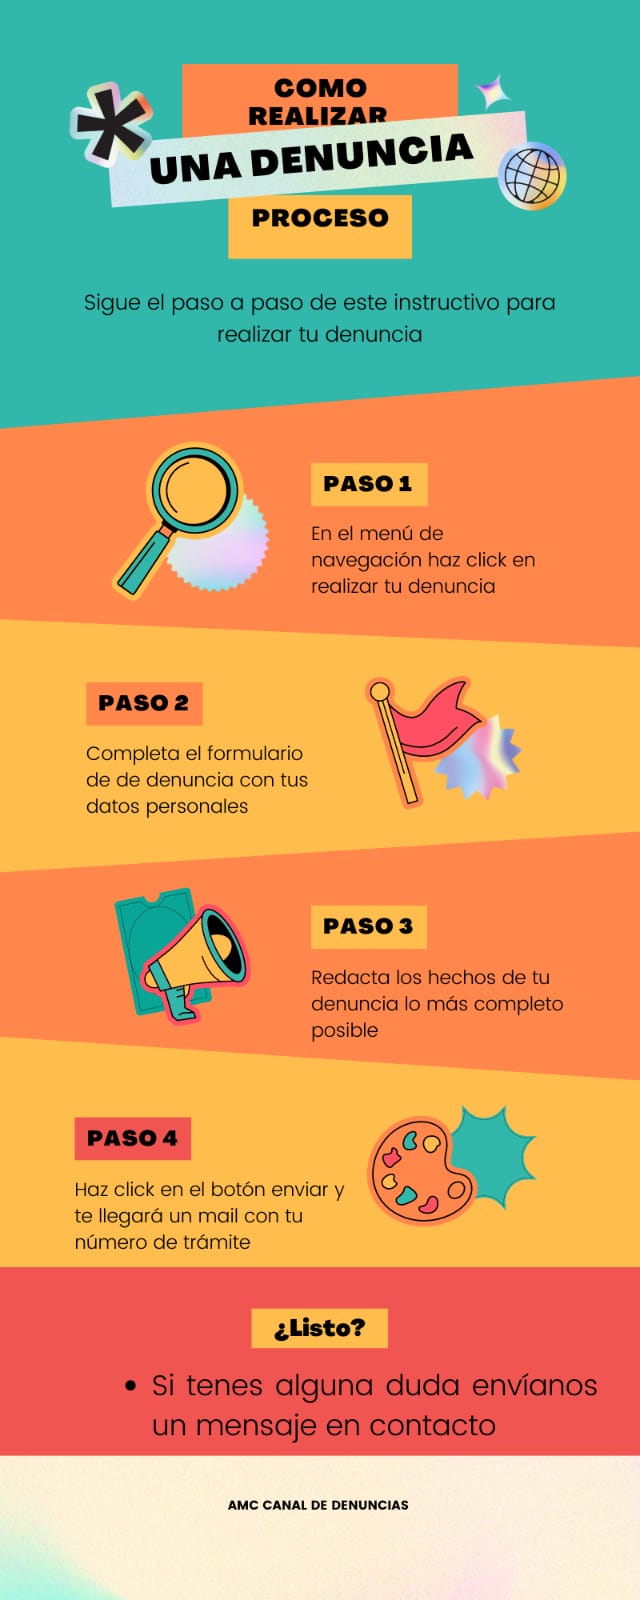 COMO
REALIZAR
UNA DENUNCIA
PROCESO
Sigue el paso a paso de este instructivo para
realizar tu denuncia
PASO 1
En el menú de
navegación haz click en
realizar tu denuncia
PASO 2
Completa el formulario
de de denuncia con tus
datos personales
PASO 3
Redacta los hechos de tu
denuncia lo más completo
posible
PASO 4
Haz click en el botón enviar y
te llegará un mail con tu
número de trámite
¿Listo?
• Si tenes alguna duda envíanos
un mensaje en contacto
AMC CANAL DE DENUNCIAS